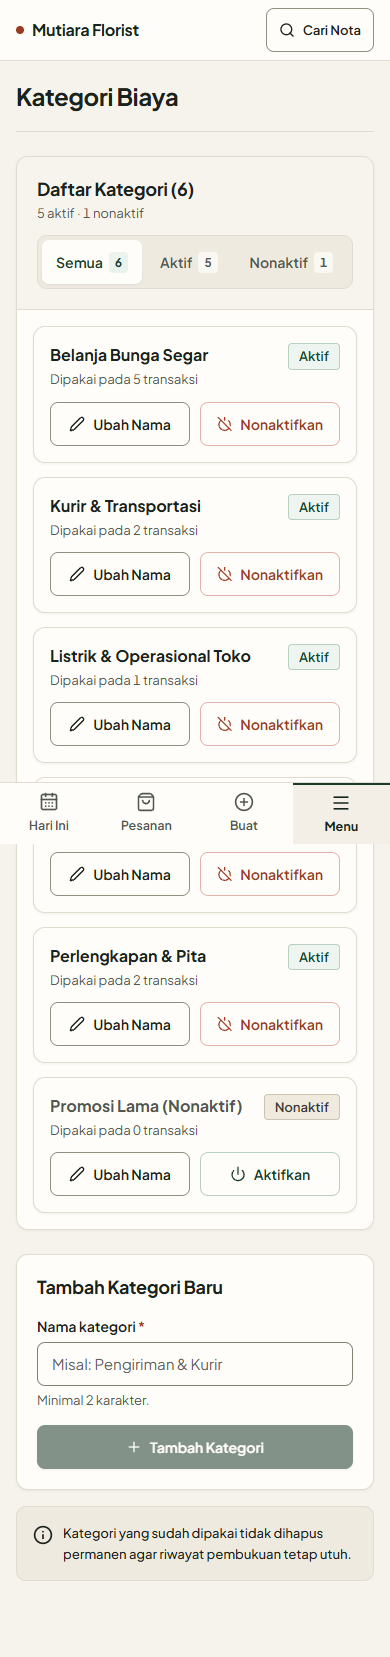 Mutiara Florist
Cari Nota
Kategori Biaya
Daftar Kategori (6)
5 aktif · 1 nonaktif
Semua 6
Aktif 5
Nonaktif 1
Belanja Bunga Segar
Aktif
Dipakai pada 5 transaksi
Ubah Nama
Nonaktifkan
Kurir & Transportasi
Aktif
Dipakai pada 2 transaksi
Ubah Nama
Nonaktifkan
Listrik & Operasional Toko
Aktif
Dipakai pada 1 transaksi
Ubah Nama
Nonaktifkan
Hari Ini
Pesanan
Buat
Menu
Ubah Nama
Nonaktifkan
Perlengkapan & Pita
Aktif
Dipakai pada 2 transaksi
Ubah Nama
Nonaktifkan
Promosi Lama (Nonaktif)
Nonaktif
Dipakai pada 0 transaksi
Ubah Nama
Aktifkan
Tambah Kategori Baru
Nama kategori *
Misal: Pengiriman & Kurir
Minimal 2 karakter.
+ Tambah Kategori
Kategori yang sudah dipakai tidak dihapus
permanen agar riwayat pembukuan tetap utuh.